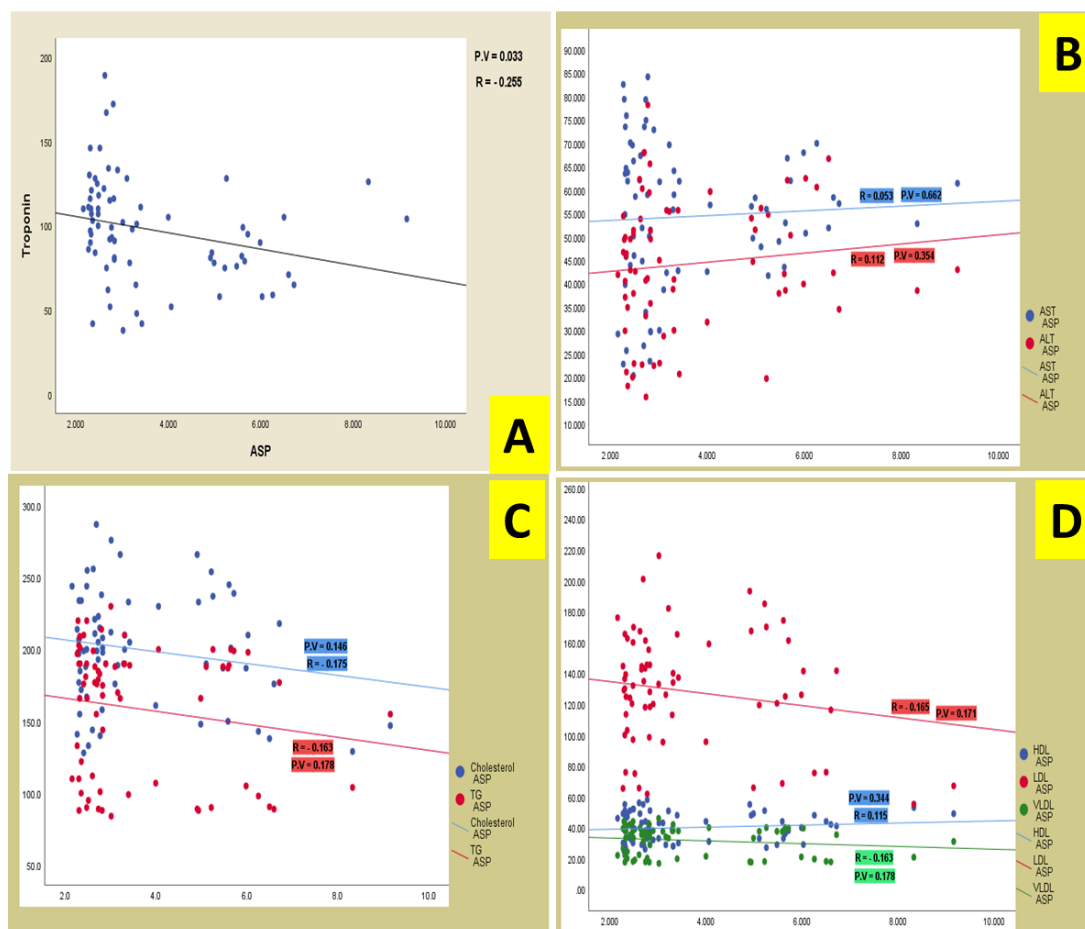 A
P.V = 0.033
R = - 0.255
Troponin
200
150
100
50
0
2.000 4.000 6.000 8.000 10.000
ASP
B
90.000
85.000
80.000
75.000
70.000
65.000
60.000
55.000
50.000
45.000
40.000
35.000
30.000
25.000
20.000
15.000
10.000
R = 0.053 P.V = 0.662
R = 0.112 P.V = 0.354
AST
ASP
ALT
ASP
AST
ASP
ALT
ASP
2.000 4.000 6.000 8.000 10.000
C
300.0
250.0
200.0
150.0
100.0
50.0
P.V = 0.146
R = - 0.175
R = - 0.163
P.V = 0.178
Cholesterol
ASP
TG
ASP
Cholesterol
ASP
TG
ASP
2.0 4.0 6.0 8.0 10.0
D
260.00
240.00
220.00
200.00
180.00
160.00
140.00
120.00
100.00
80.00
60.00
40.00
20.00
.00
R = - 0.165 P.V = 0.171
P.V = 0.344
R = 0.115
R = - 0.163
P.V = 0.178
HDL
ASP
LDL
ASP
VLDL
ASP
HDL
ASP
LDL
ASP
VLDL
ASP
2.000 4.000 6.000 8.000 10.000